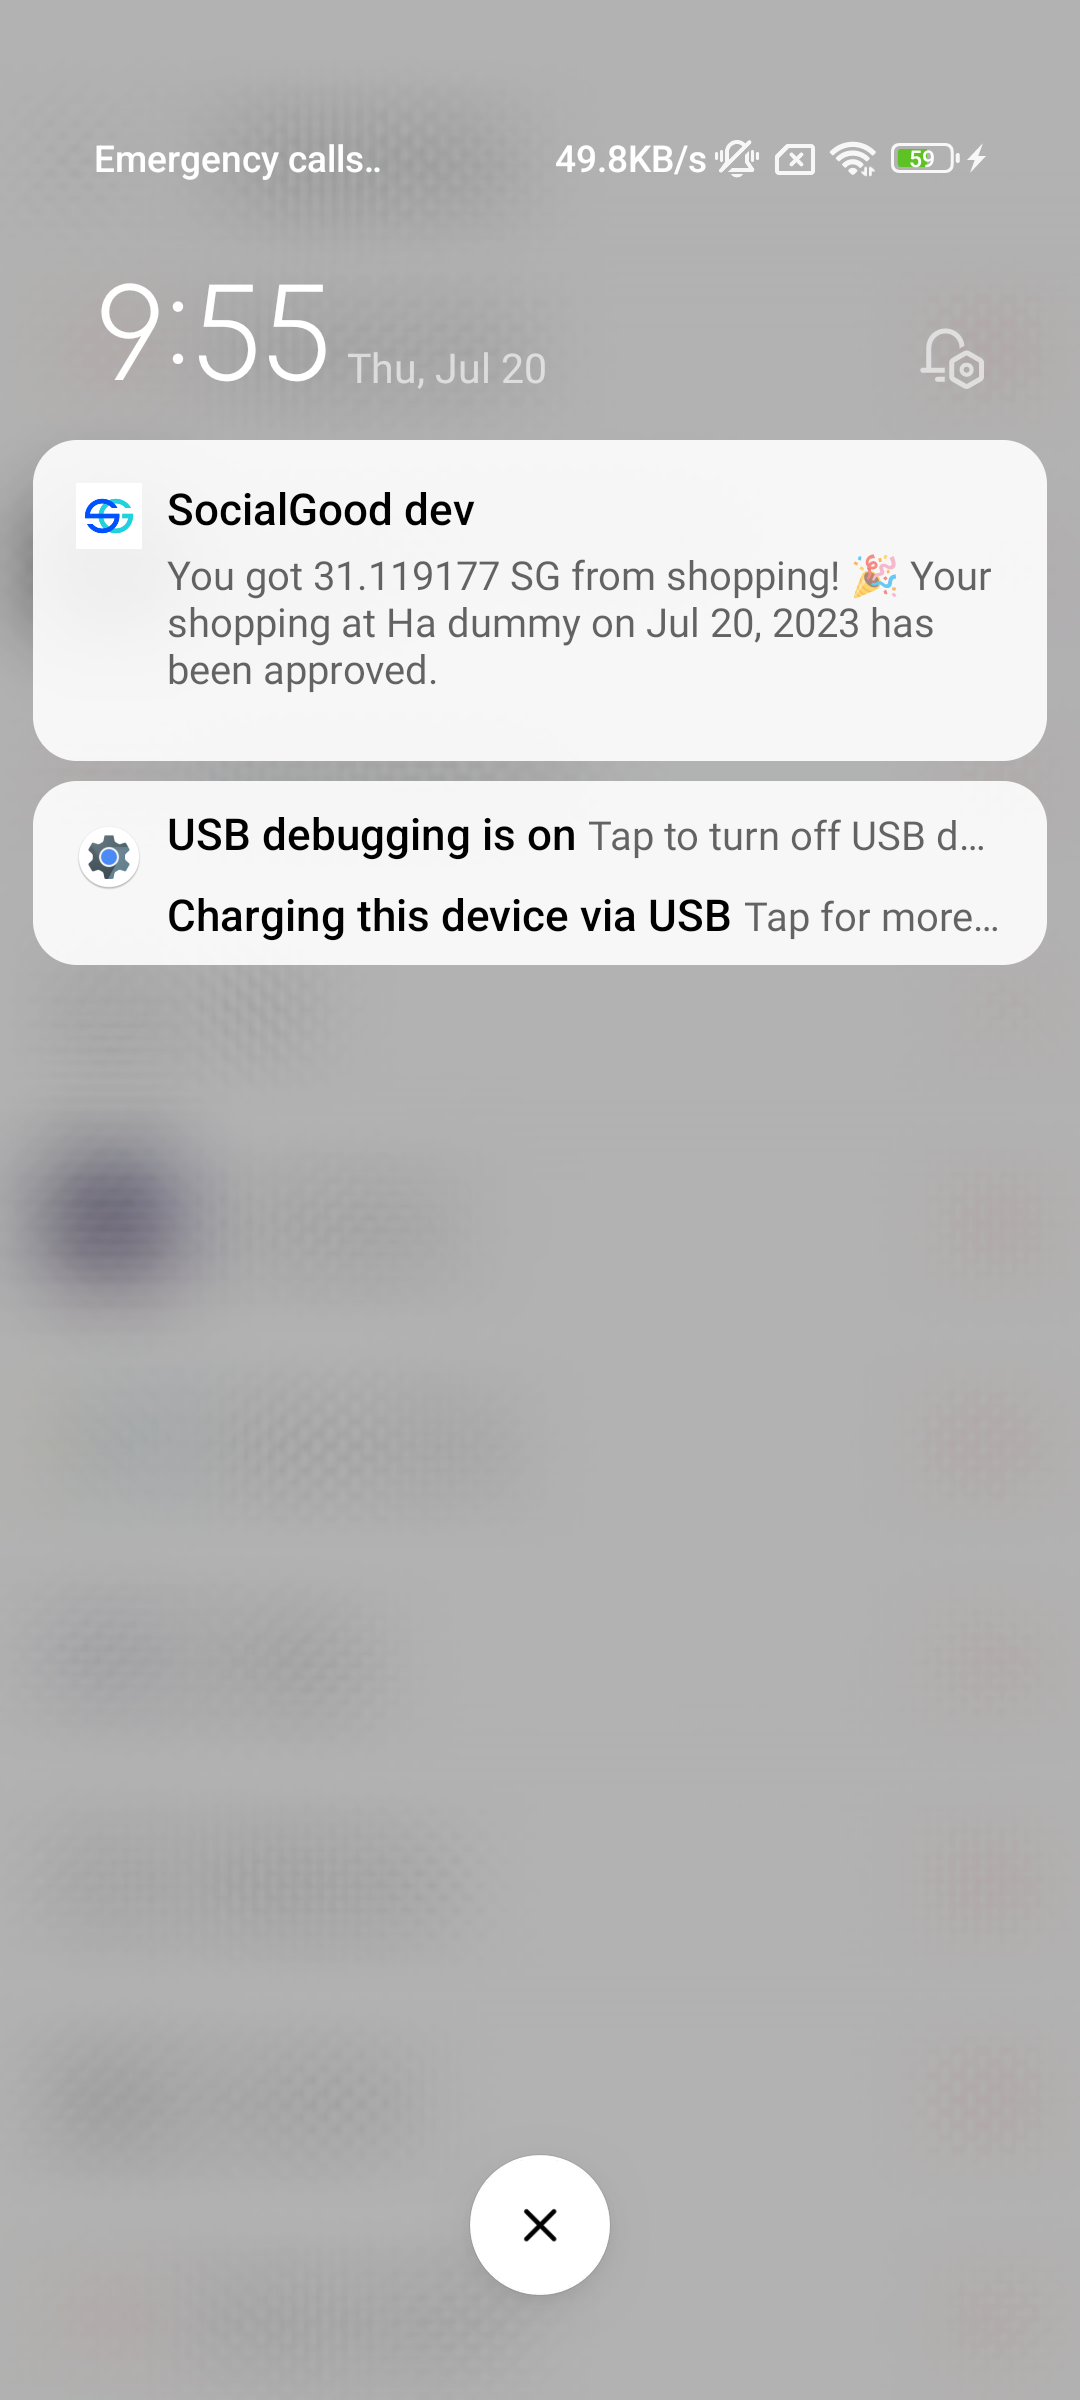 Emergency calls.. 49.8KB/s 59
9:55 Thu, Jul 20
SocialGood dev
You got 31.119177 SG from shopping! 🎉 Your
shopping at Ha dummy on Jul 20, 2023 has
been approved.
USB debugging is on Tap to turn off USB d...
Charging this device via USB Tap for more...